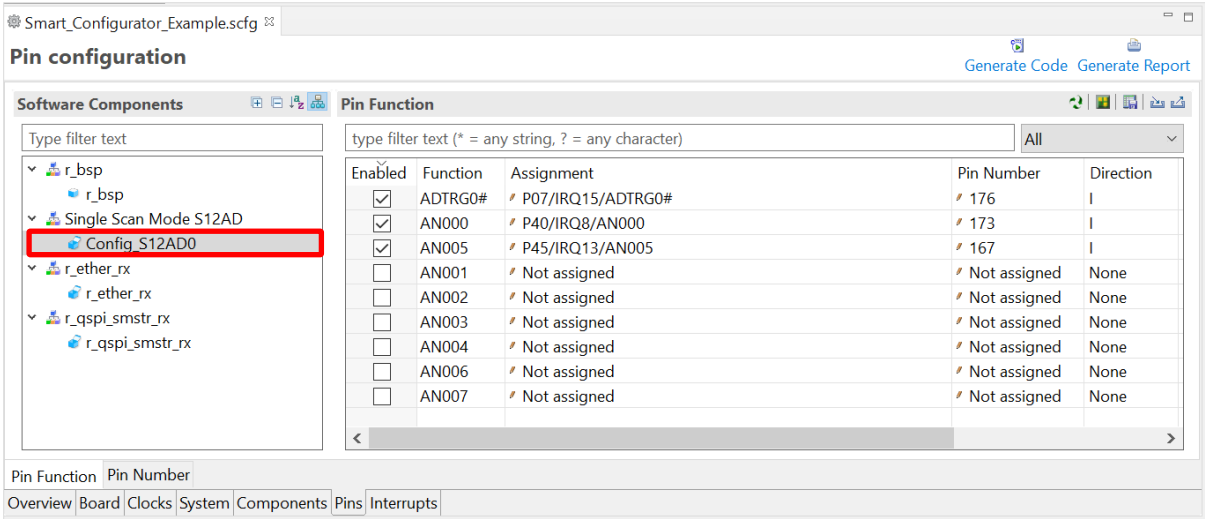 Smart_Configurator_Example.scfg
Pin configuration
Generate Code Generate Report
Software Components
Type filter text
r_bsp
r_bsp
Single Scan Mode S12AD
Config_S12AD0
r_ether_rx
r_ether_rx
r_qspi_smstr_rx
r_qspi_smstr_rx
Pin Function
type filter text (* = any string, ? = any character) All
Enabled Function Assignment Pin Number Direction
ADTRG0# P07/IRQ15/ADTRG0# 176 I
AN000 P40/IRQ8/AN000 173 I
AN005 P45/IRQ13/AN005 167 I
AN001 Not assigned Not assigned None
AN002 Not assigned Not assigned None
AN003 Not assigned Not assigned None
AN004 Not assigned Not assigned None
AN006 Not assigned Not assigned None
AN007 Not assigned Not assigned None
Pin Function Pin Number
Overview Board Clocks System Components Pins Interrupts